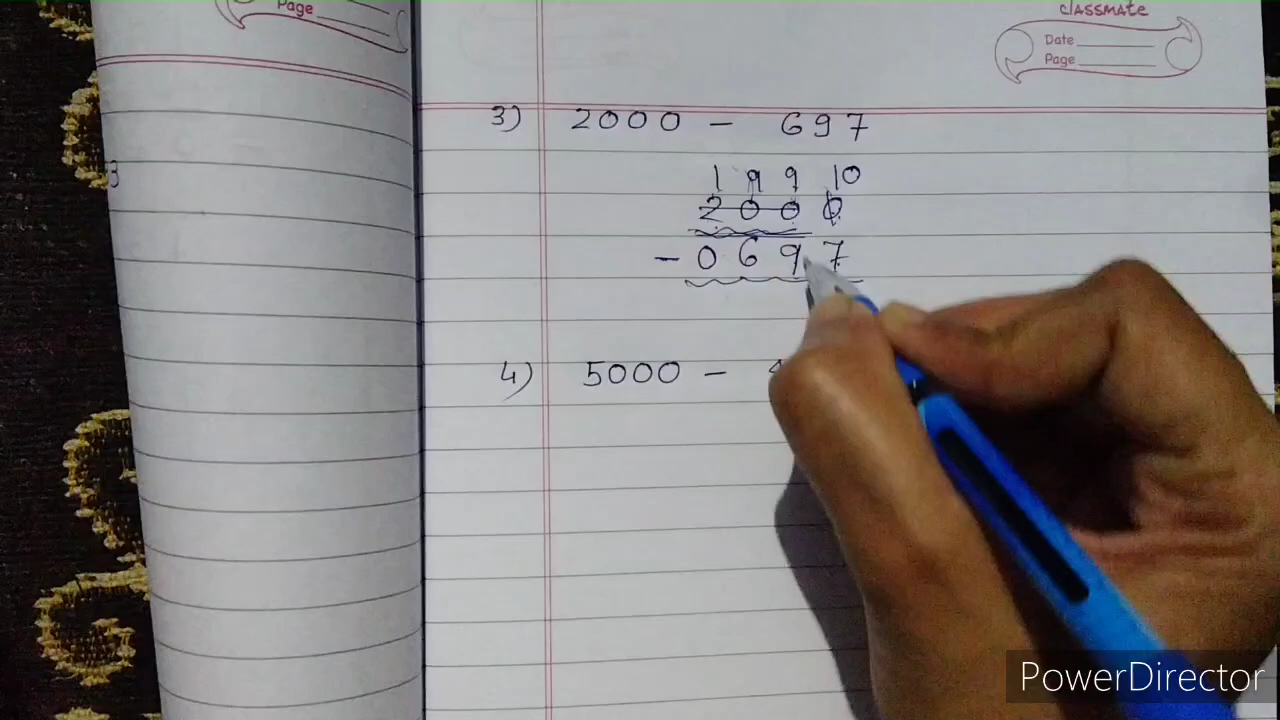 Page
classmate
Date
Page
3) 2000 - 697
1 9 9 10
2 0 0 0
- 0 6 9 7
4) 5000 -
PowerDirector